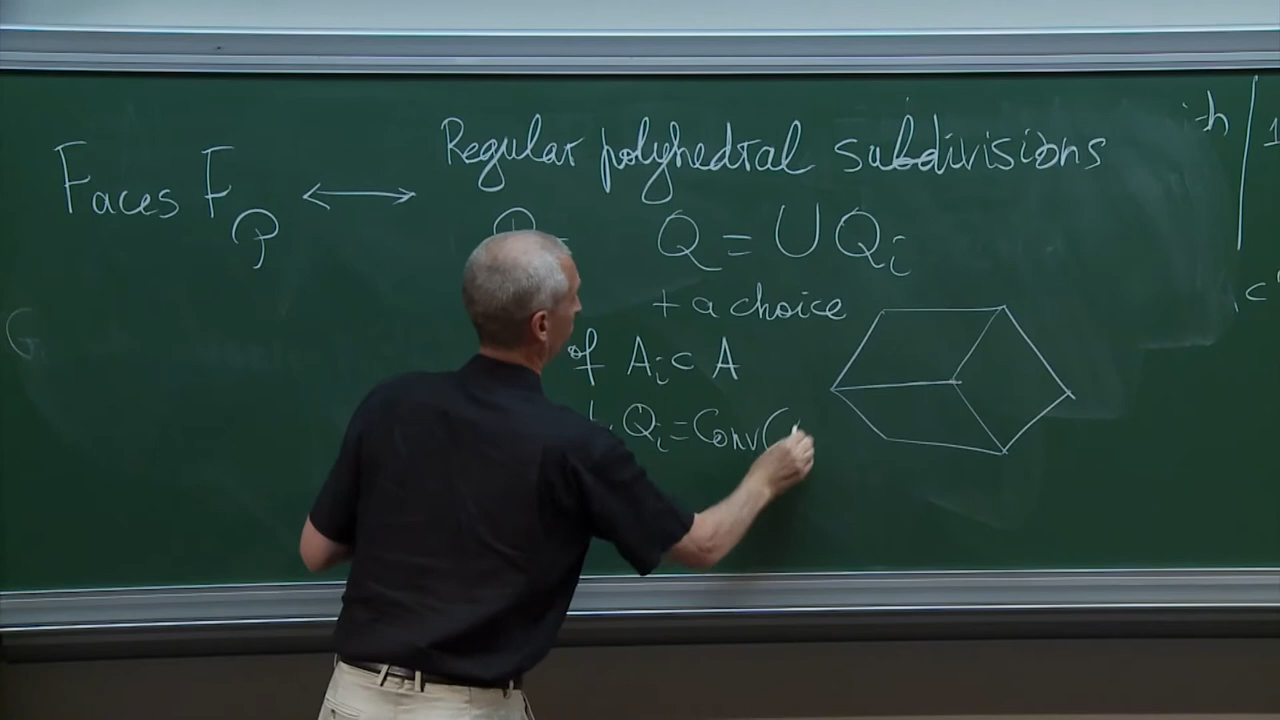 Regular polyhedral subdivisions
Faces F_P ⟷
Q = ∪ Q_i
+ a choice
of A_i ⊂ A
Q_i = Conv(